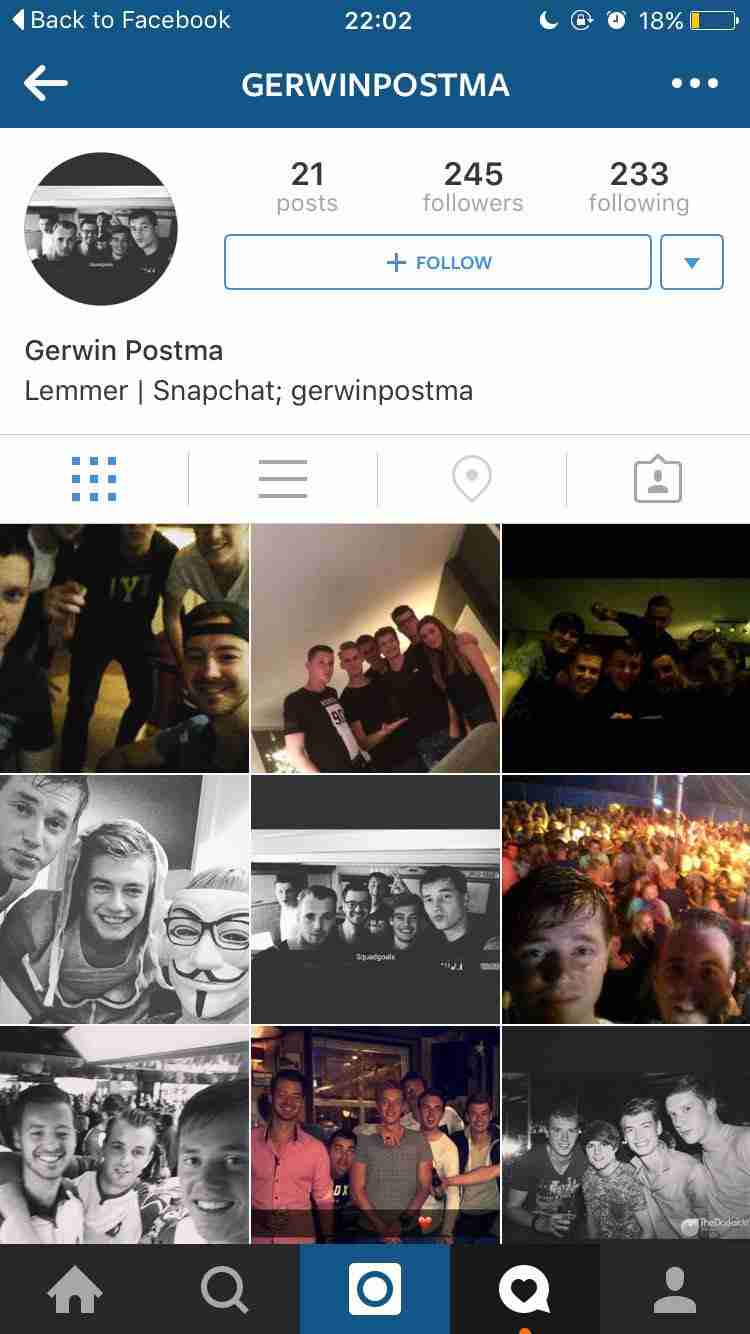 Back to Facebook 22:02 18%
GERWINPOSTMA
21 245 233
posts followers following
+ FOLLOW
Gerwin Postma
Lemmer | Snapchat; gerwinpostma
Squadgoals